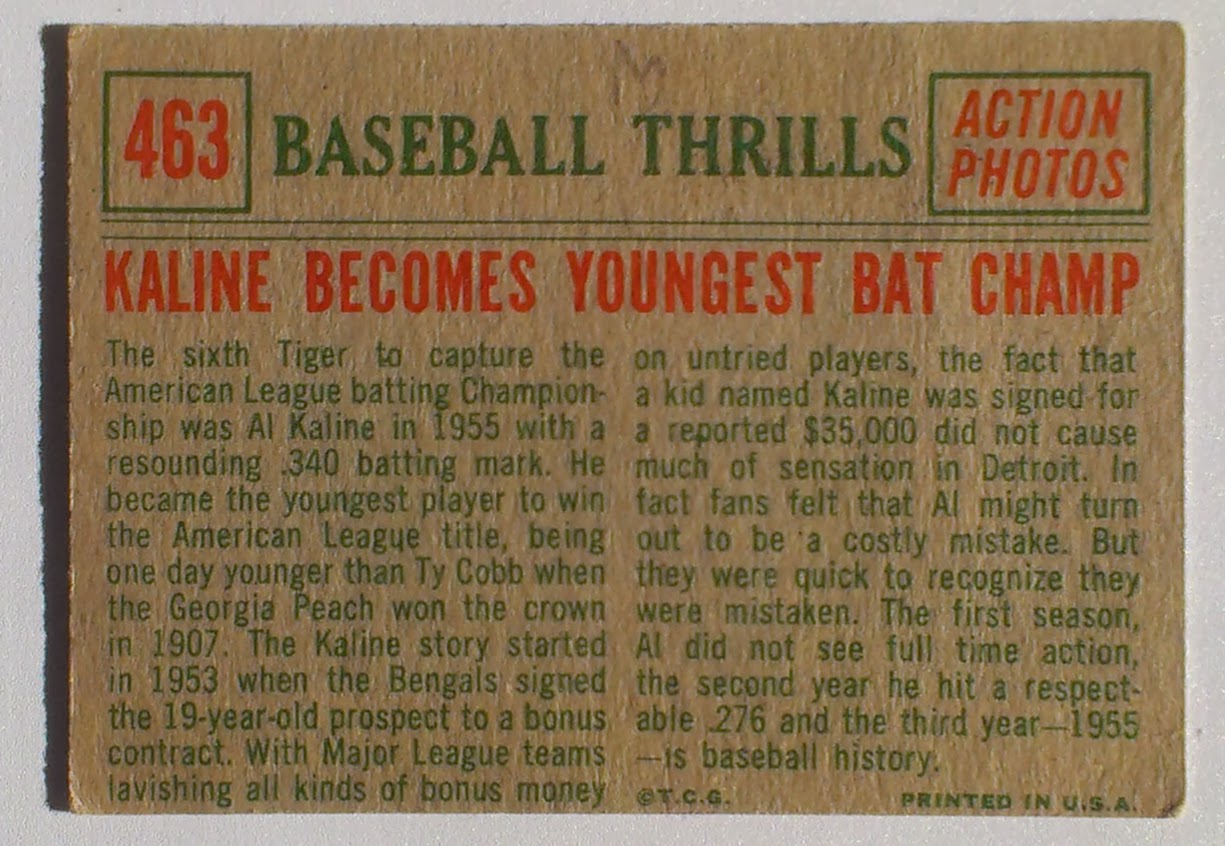 463
BASEBALL THRILLS
ACTION
PHOTOS
KALINE BECOMES YOUNGEST BAT CHAMP
The sixth Tiger to capture the
American League batting Champion-
ship was Al Kaline in 1955 with a
resounding .340 batting mark. He
became the youngest player to win
the American League title, being
one day younger than Ty Cobb when
the Georgia Peach won the crown
in 1907. The Kaline story started
in 1953 when the Bengals signed
the 19-year-old prospect to a bonus
contract. With Major League teams
lavishing all kinds of bonus money
on untried players, the fact that
a kid named Kaline was signed for
a reported $35,000 did not cause
much of sensation in Detroit. In
fact fans felt that Al might turn
out to be a costly mistake. But
they were quick to recognize they
were mistaken. The first season,
Al did not see full time action,
the second year he hit a respect-
able .276 and the third year—1955
—is baseball history.
©T.C.G.
PRINTED IN U.S.A.